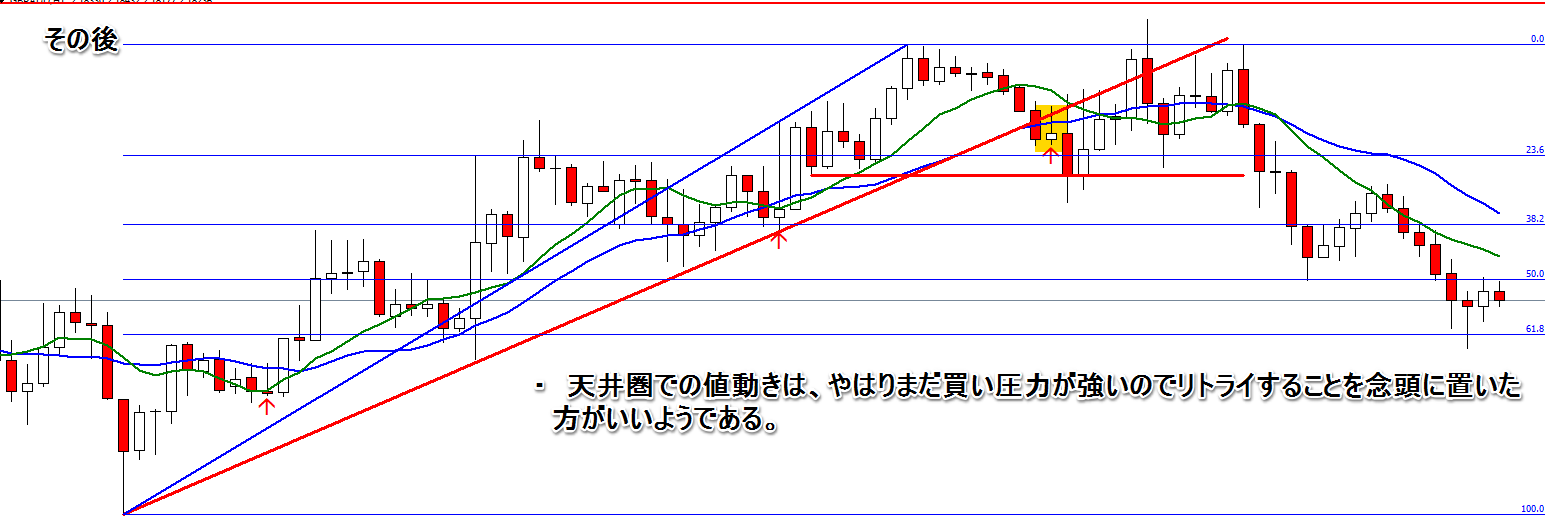 その後
0.0
23.6
38.2
50.0
61.8
・ 天井圏での値動きは、やはりまだ買い圧力が強いのでリトライすることを念頭に置いた
方がいいようである。
100.0